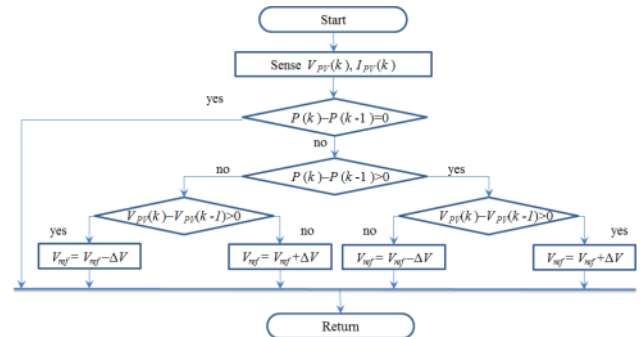 Start
Sense V_PV(k), I_PV(k)
yes
P(k)–P(k-1)=0
no
no
P(k)–P(k-1)>0
yes
V_PV(k)–V_PV(k-1)>0
V_PV(k)–V_PV(k-1)>0
yes
no
no
yes
V_ref = V_ref –ΔV
V_ref = V_ref +ΔV
V_ref = V_ref –ΔV
V_ref = V_ref +ΔV
Return